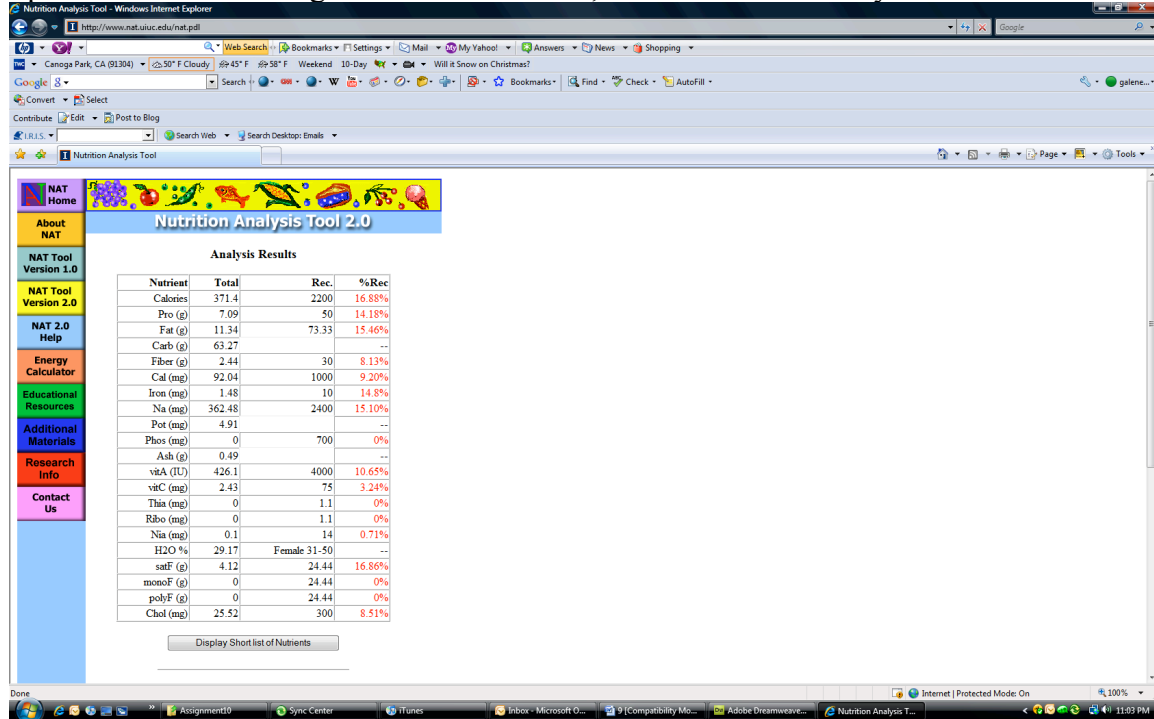 Nutrition Analysis Tool - Windows Internet Explorer
http://www.nat.uiuc.edu/nat.pdl Google
Web Search Bookmarks Settings Mail My Yahoo! Answers News Shopping
Canoga Park, CA (91304) 50° F Cloudy 45° F 58° F Weekend 10-Day Will it Snow on Christmas?
Google Search Bookmarks Find Check AutoFill galene...
Convert Select
Contribute Edit Post to Blog
I.R.I.S. Search Web Search Desktop: Emails
Nutrition Analysis Tool Page Tools
NAT Home
About NAT
NAT Tool Version 1.0
NAT Tool Version 2.0
NAT 2.0 Help
Energy Calculator
Educational Resources
Additional Materials
Research Info
Contact Us
Nutrition Analysis Tool 2.0
Analysis Results
Nutrient Total Rec. %Rec
Calories 371.4 2200 16.88%
Pro (g) 7.09 50 14.18%
Fat (g) 11.34 73.33 15.46%
Carb (g) 63.27 --
Fiber (g) 2.44 30 8.13%
Cal (mg) 92.04 1000 9.20%
Iron (mg) 1.48 10 14.8%
Na (mg) 362.48 2400 15.10%
Pot (mg) 4.91 --
Phos (mg) 0 700 0%
Ash (g) 0.49 --
vitA (IU) 426.1 4000 10.65%
vitC (mg) 2.43 75 3.24%
Thia (mg) 0 1.1 0%
Ribo (mg) 0 1.1 0%
Nia (mg) 0.1 14 0.71%
H2O % 29.17 Female 31-50 --
satF (g) 4.12 24.44 16.86%
monoF (g) 0 24.44 0%
polyF (g) 0 24.44 0%
Chol (mg) 25.52 300 8.51%
Display Short list of Nutrients
Done Internet | Protected Mode: On 100%
Assignment10 Sync Center iTunes Inbox - Microsoft O... 9 [Compatibility Mo... Adobe Dreamweave... Nutrition Analysis T... 11:03 PM